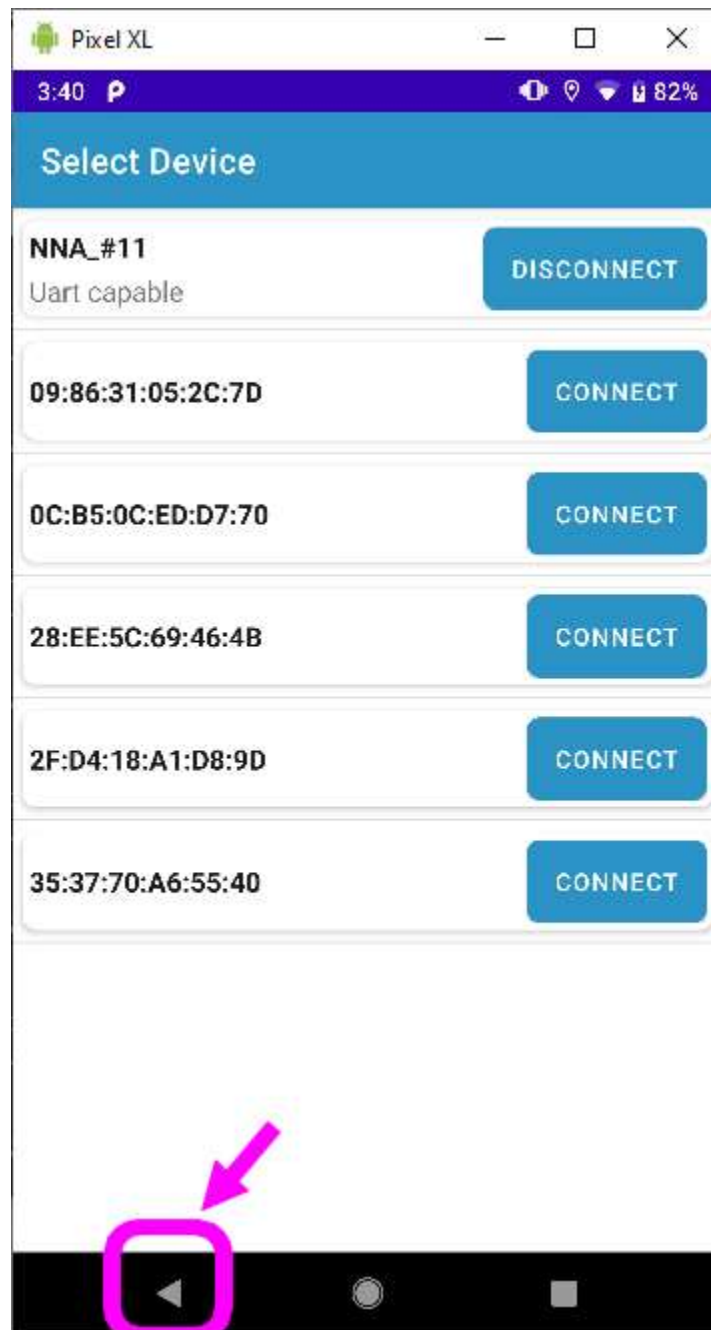 Pixel XL
3:40 82%
Select Device
NNA_#11
DISCONNECT
Uart capable
09:86:31:05:2C:7D CONNECT
0C:B5:0C:ED:D7:70 CONNECT
28:EE:5C:69:46:4B CONNECT
2F:D4:18:A1:D8:9D CONNECT
35:37:70:A6:55:40 CONNECT